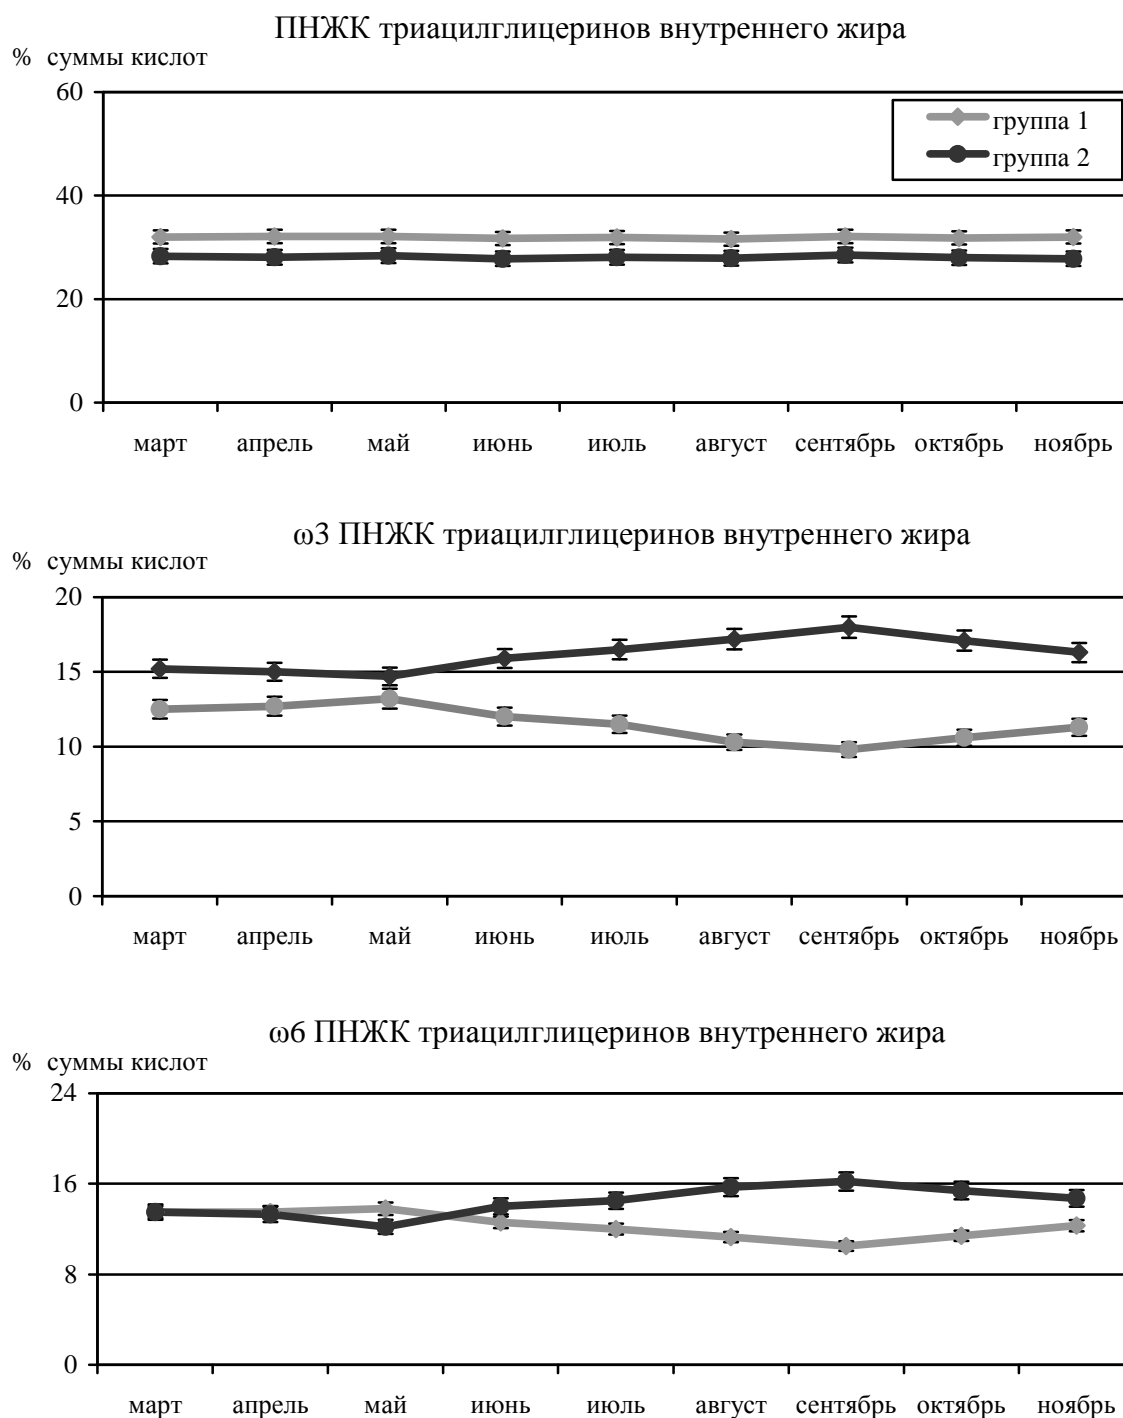 ПНЖК триацилглицеринов внутреннего жира
% суммы кислот
60
группа 1
группа 2
40
20
0
март апрель май июнь июль август сентябрь октябрь ноябрь
ω3 ПНЖК триацилглицеринов внутреннего жира
% суммы кислот
20
15
10
5
0
март апрель май июнь июль август сентябрь октябрь ноябрь
ω6 ПНЖК триацилглицеринов внутреннего жира
% суммы кислот
24
16
8
0
март апрель май июнь июль август сентябрь октябрь ноябрь